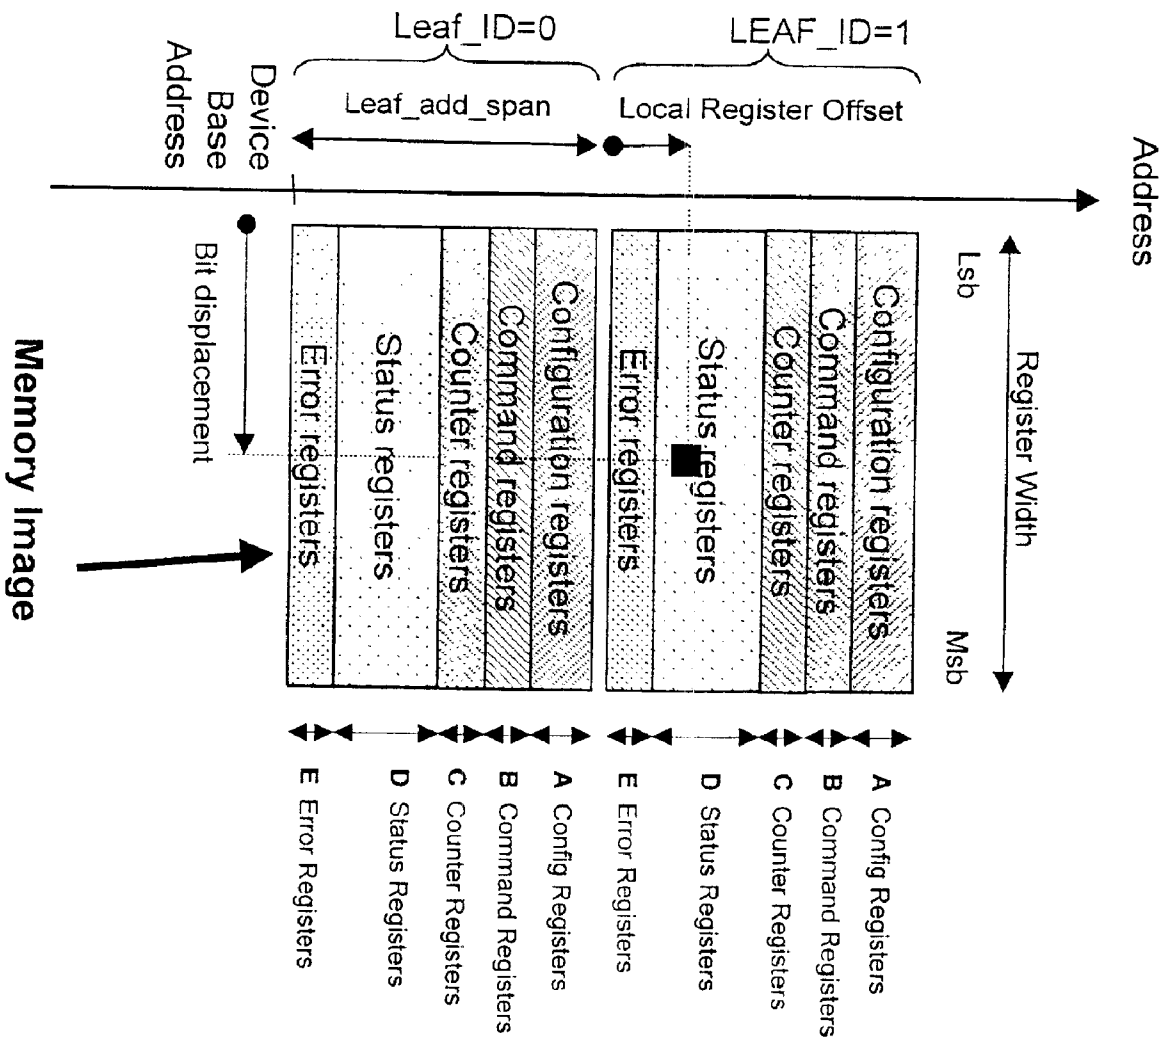 Leaf_ID=0
LEAF_ID=1
Leaf_add_span
Local Register Offset
Device
Base
Address
Address
Bit displacement
Lsb
Register Width
Msb
Error registers
Status registers
Counter registers
Command registers
Configuration registers
Error registers
Status registers
Counter registers
Command registers
Configuration registers
Memory Image
E Error Registers
D Status Registers
C Counter Registers
B Command Registers
A Config Registers
E Error Registers
D Status Registers
C Counter Registers
B Command Registers
A Config Registers